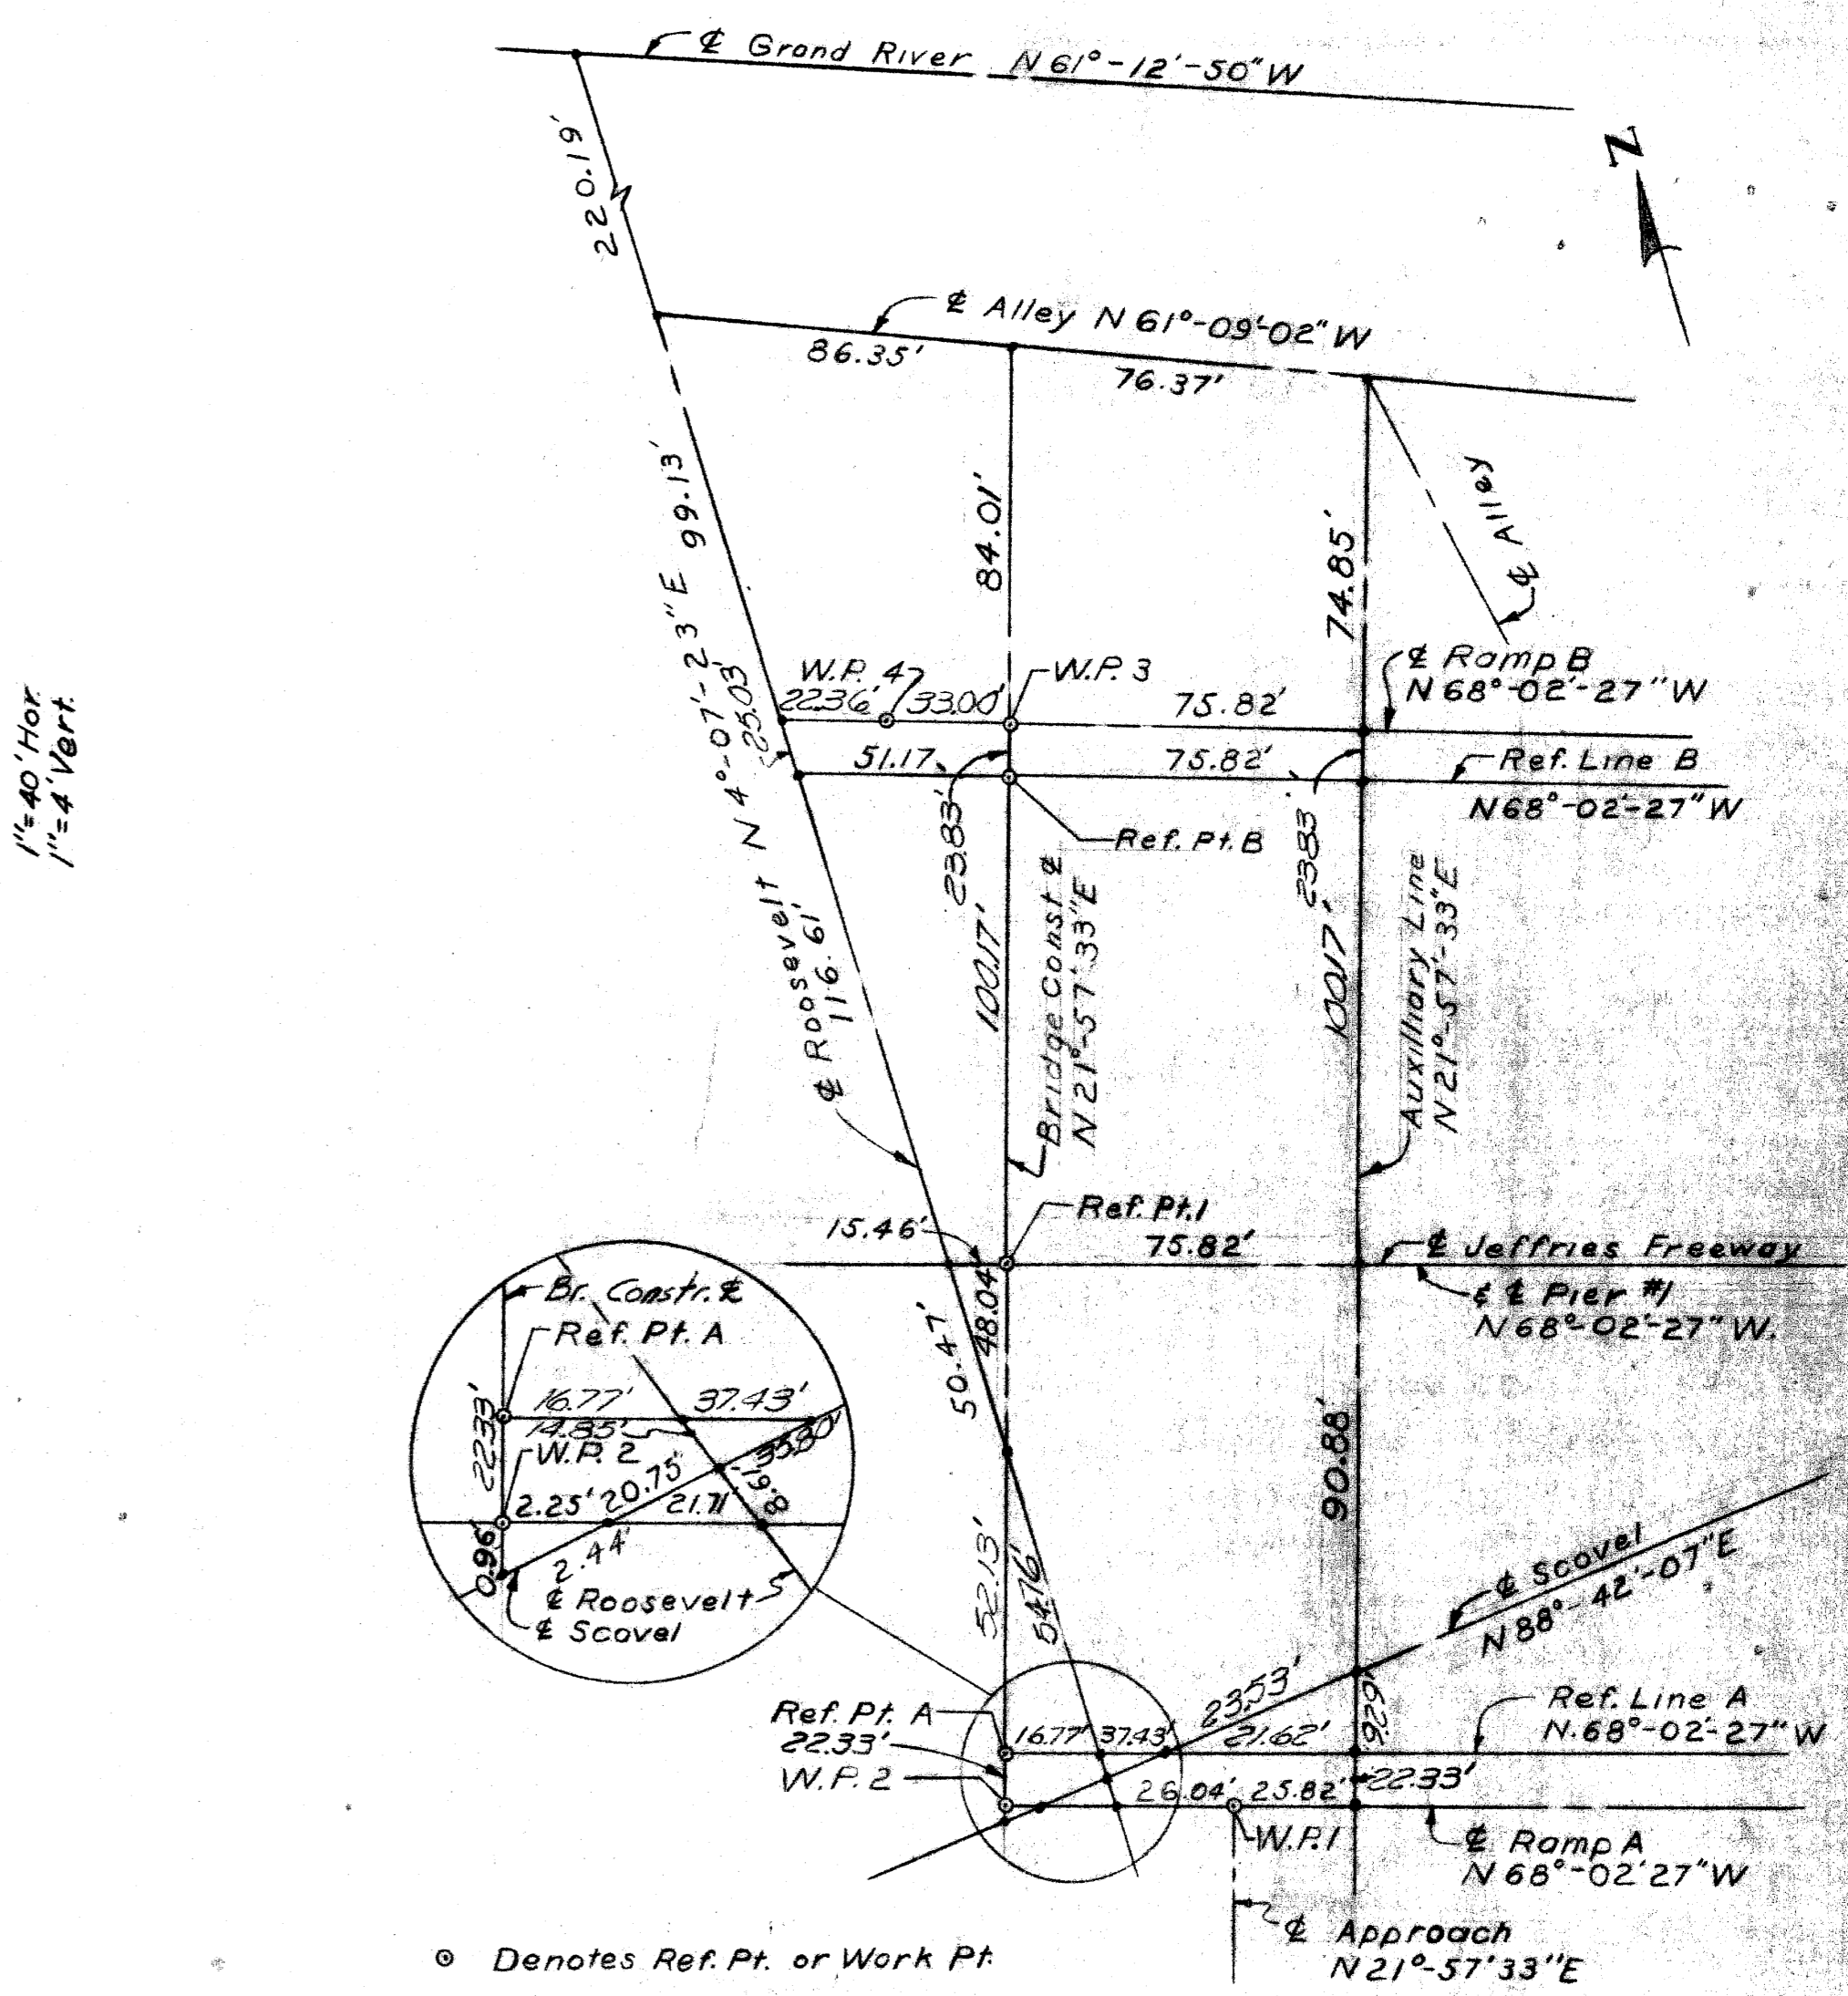 ℄ Grand River N 61°-12'-50" W
220.19'
N
℄ Alley N 61°-09'-02" W
86.35'
76.37'
℄ Alley
99.13'
84.01'
74.85'
1"=40' Hor.
1"=4' Vert.
W.P. 4
W.P. 3
22.36'
33.00'
75.82'
℄ Ramp B
N 68°-02'-27" W
25.03'
51.17'
75.82'
Ref. Line B
N 68°-02'-27" W
23.83'
Ref. Pt. B
23.83'
℄ Roosevelt N 4°-07'-23" E
116.61'
100.17'
Bridge Const ℄
N 21°-57'33" E
100.17'
Auxilliary Line
N 21°-57'-33" E
15.46'
Ref. Pt. 1
75.82'
℄ Jeffries Freeway
& ℄ Pier #1
N 68°-02'-27" W.
50.47'
48.04'
90.88'
Br. Constr. ℄
Ref. Pt. A
16.77'
37.43'
14.85'
22.33'
W.P. 2
20.75'
35.80'
8.61'
2.25'
21.71'
0.96'
2.44'
℄ Roosevelt
℄ Scovel
52.13'
54.76'
℄ Scovel
N 88°-42'-07" E
23.53'
Ref. Pt. A
22.33'
W.P. 2
16.77'
37.43'
21.62'
9.29'
Ref. Line A
N. 68°-02'-27" W
26.04'
25.82'
22.33'
W.P. 1
℄ Ramp A
N 68°-02'27" W
℄ Approach
N 21°-57'33" E
⊙ Denotes Ref. Pt. or Work Pt.